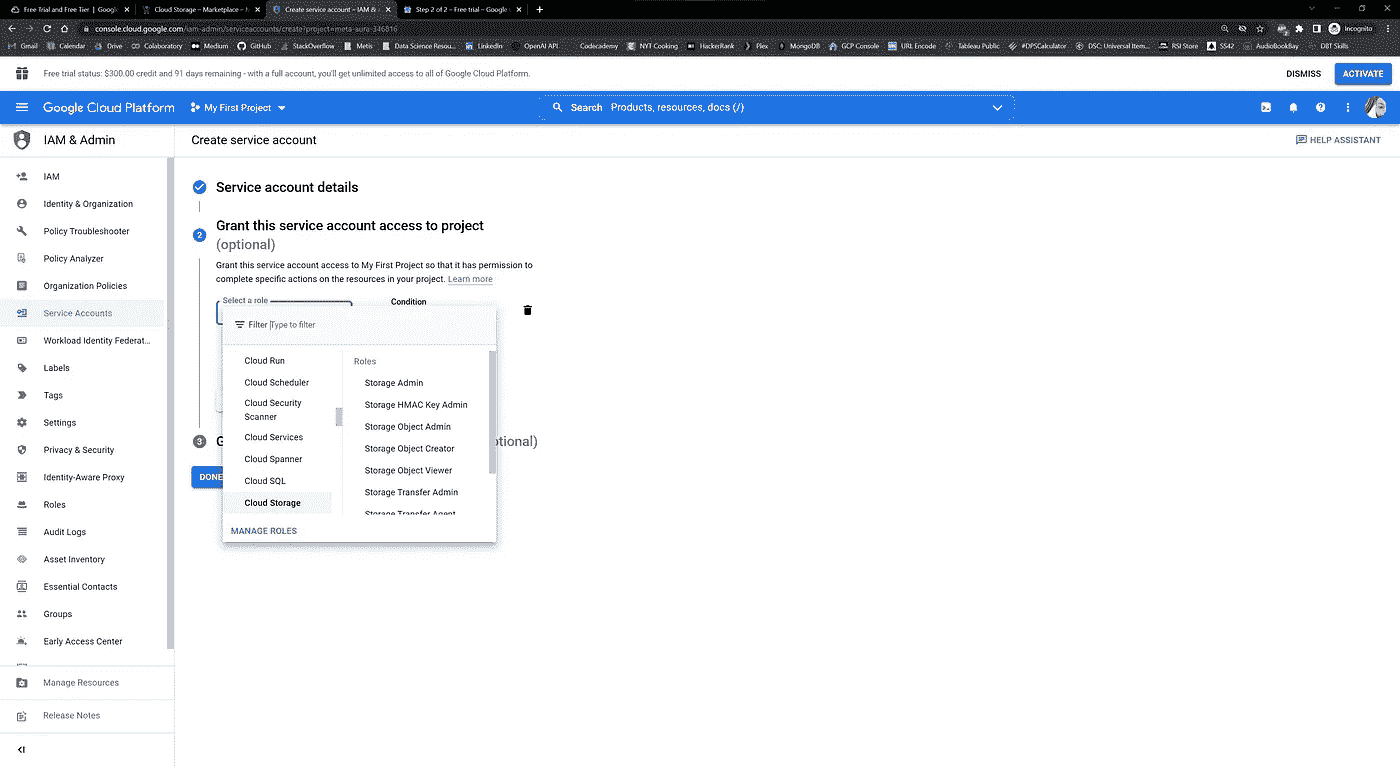 Free Trial and Free Tier | Google
Cloud Storage – Marketplace –
Create service account – IAM &
Step 2 of 2 – Free trial – Google
console.cloud.google.com/iam-admin/serviceaccounts/create?project=meta-aura-346816
Incognito
Gmail
Calendar
Drive
Colaboratory
Medium
GitHub
StackOverflow
Metis
Data Science Resou...
LinkedIn
OpenAI API
Codecademy
NYT Cooking
HackerRank
Plex
MongoDB
GCP Console
URL Encode
Tableau Public
#DPSCalculator
DSC: Universal Item...
RSI Store
SS42
AudioBookBay
DBT Skills
Free trial status: $300.00 credit and 91 days remaining - with a full account, you'll get unlimited access to all of Google Cloud Platform.
DISMISS
ACTIVATE
Google Cloud Platform
My First Project
Search Products, resources, docs (/)
IAM & Admin
Create service account
HELP ASSISTANT
IAM
Identity & Organization
Policy Troubleshooter
Policy Analyzer
Organization Policies
Service Accounts
Workload Identity Federat...
Labels
Tags
Settings
Privacy & Security
Identity-Aware Proxy
Roles
Audit Logs
Asset Inventory
Essential Contacts
Groups
Early Access Center
Manage Resources
Release Notes
Service account details
2
Grant this service account access to project
(optional)
Grant this service account access to My First Project so that it has permission to
complete specific actions on the resources in your project. Learn more
Select a role
Condition
Filter Type to filter
Cloud Run
Cloud Scheduler
Cloud Security
Scanner
Cloud Services
Cloud Spanner
Cloud SQL
Cloud Storage
Roles
Storage Admin
Storage HMAC Key Admin
Storage Object Admin
Storage Object Creator
Storage Object Viewer
Storage Transfer Admin
Storage Transfer Agent
MANAGE ROLES
3
G
ptional)
DONE